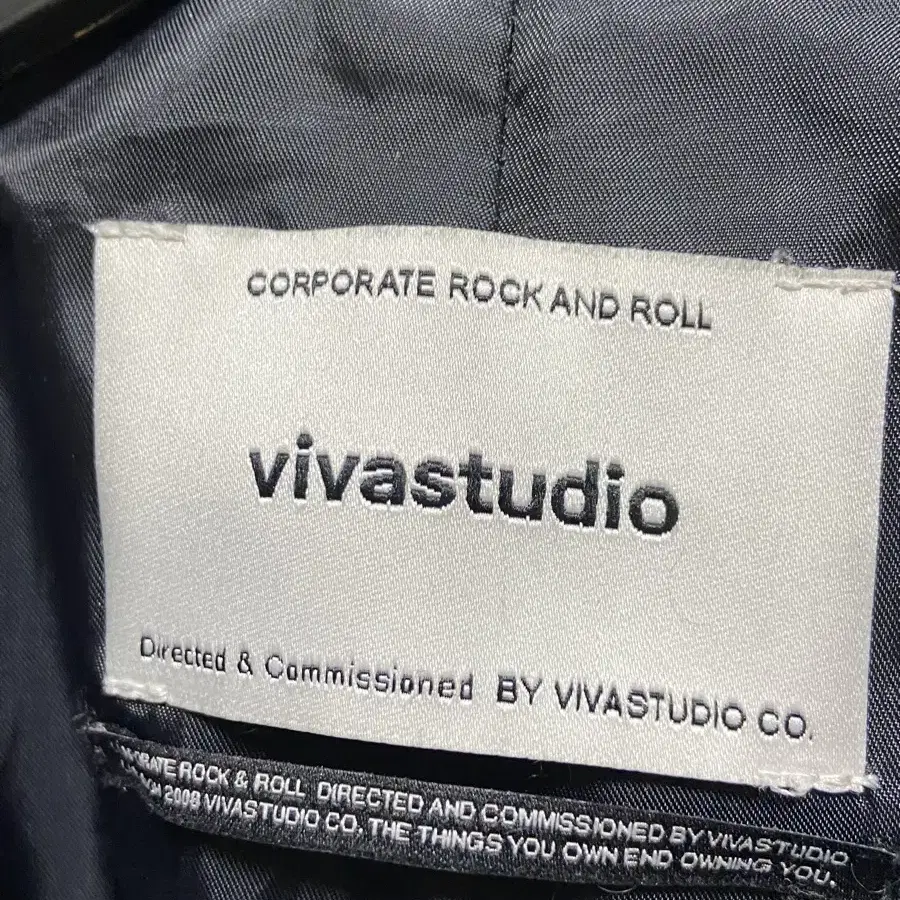 CORPORATE ROCK AND ROLL
vivastudio
Directed & Commissioned BY VIVASTUDIO CO.
ROCK & ROLL DIRECTED AND COMMISSIONED BY VIVASTUDIO
2008 VIVASTUDIO CO. THE THINGS YOU OWN END OWNING YOU.